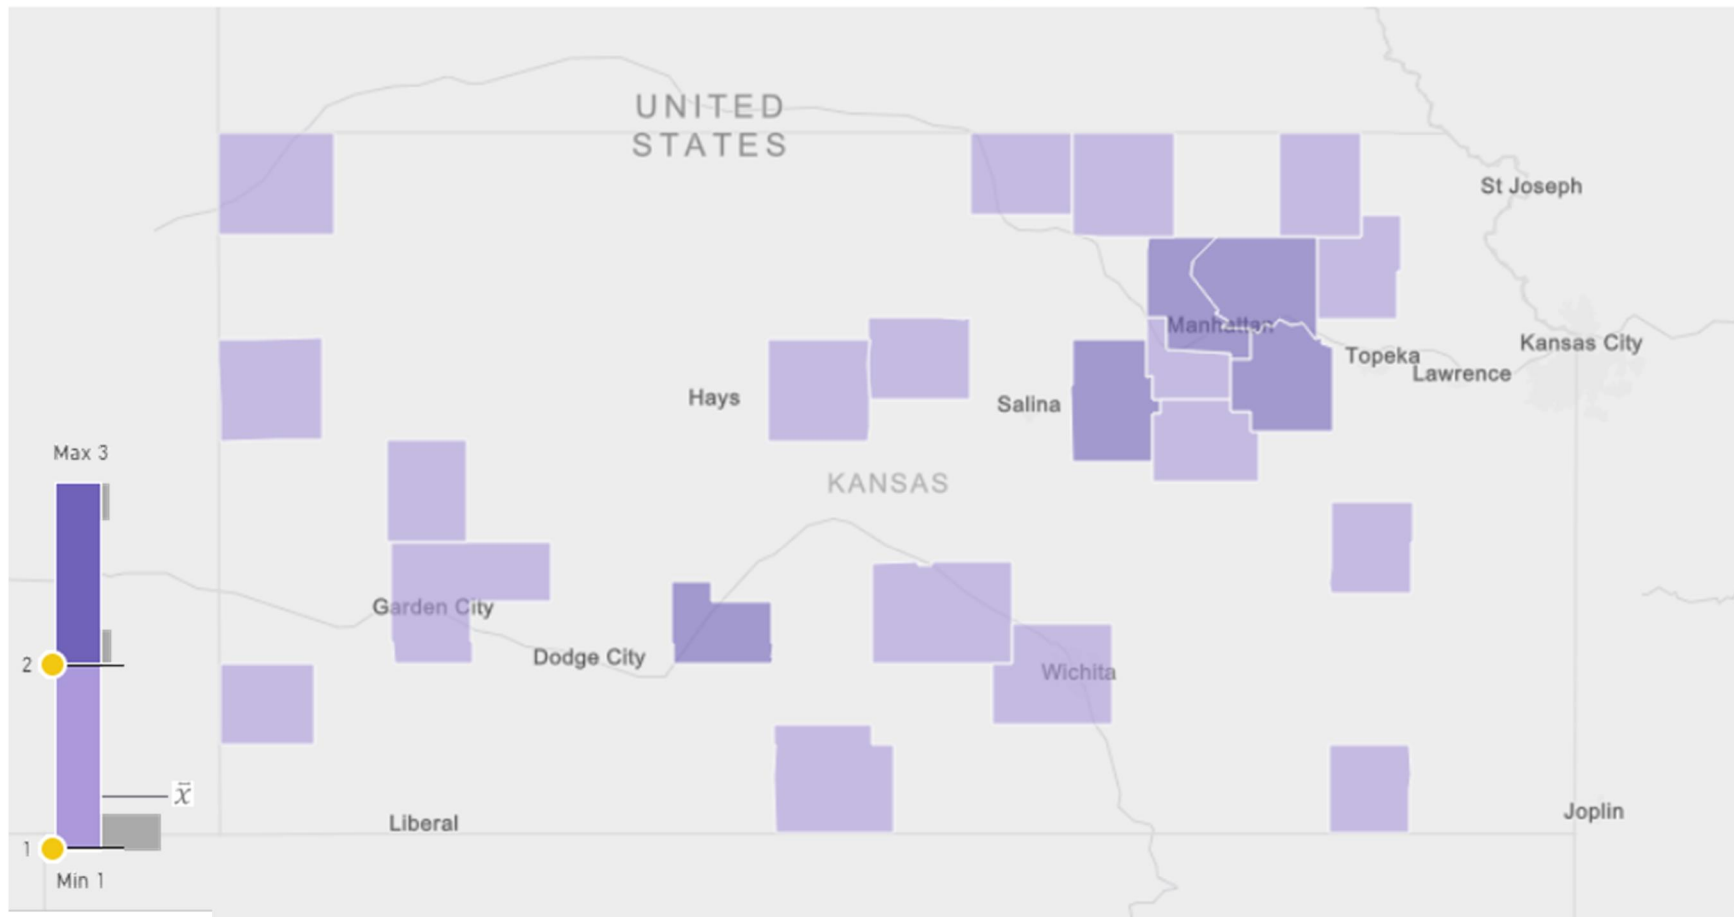 UNITED
STATES
St Joseph
Manhattan
Kansas City
Topeka
Lawrence
Hays
Salina
Max 3
KANSAS
Garden City
Dodge City
2
Wichita
x̄
Liberal
Joplin
1
Min 1